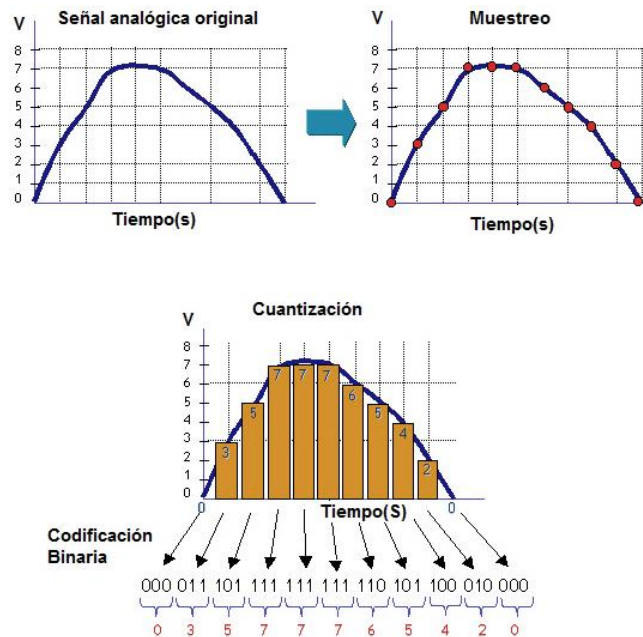 Señal analógica original
V
8
7
6
5
4
3
2
1
0
Tiempo(s)
Muestreo
V
8
7
6
5
4
3
2
1
0
Tiempo(s)
Cuantización
V
8
7
6
5
4
3
2
1
0
3
5
7
7
7
6
5
4
2
0
0
Tiempo(S)
Codificación
Binaria
000 011 101 111 111 111 110 101 100 010 000
0 3 5 7 7 7 6 5 4 2 0